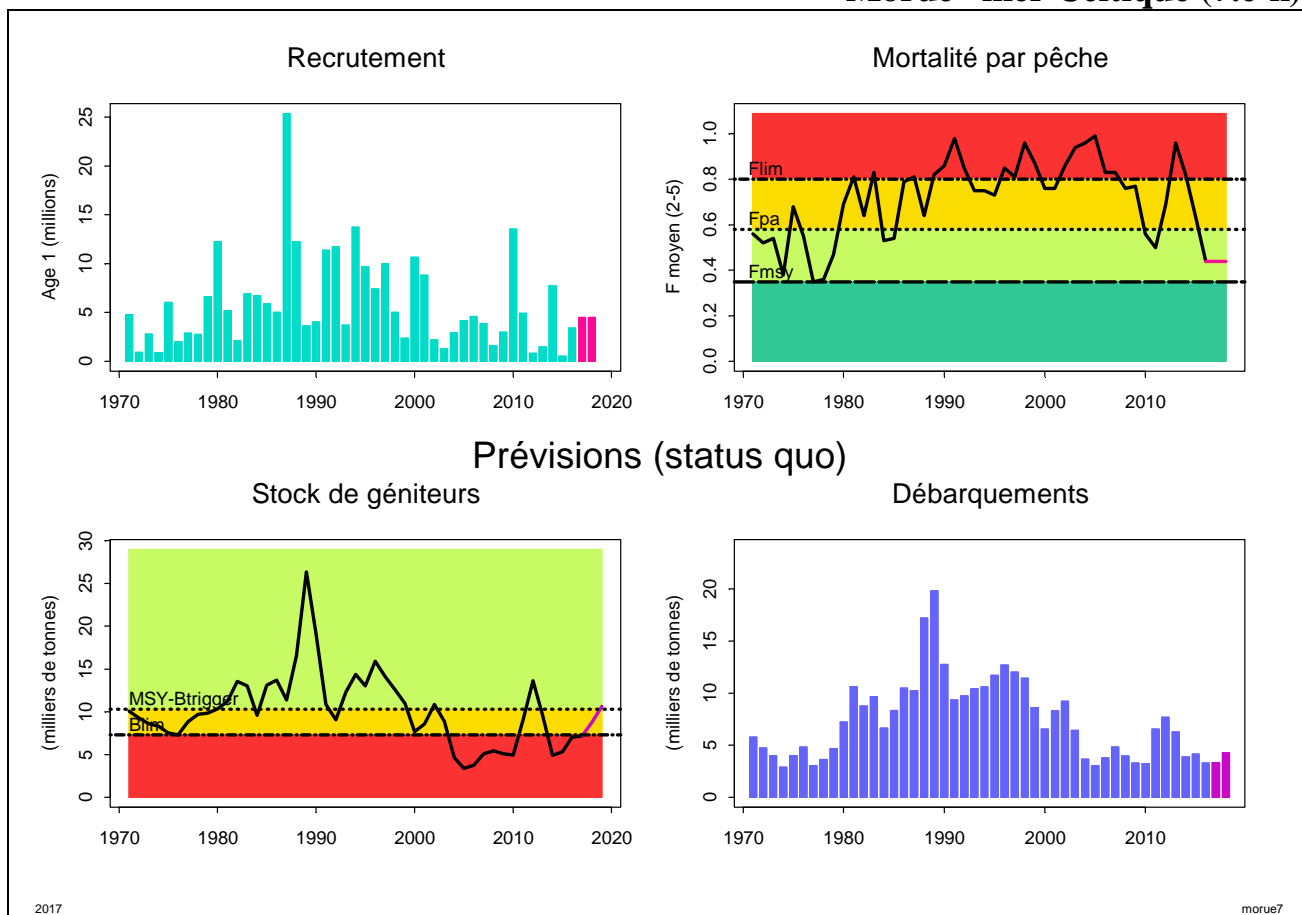 Recrutement
Age 1 (millions)
0 5 10 15 20 25
1970 1980 1990 2000 2010 2020
Mortalité par pêche
F moyen (2-5)
0.0 0.2 0.4 0.6 0.8 1.0
Flim
Fpa
Fmsy
1970 1980 1990 2000 2010
Prévisions (status quo)
Stock de géniteurs
(milliers de tonnes)
0 5 10 15 20 25 30
MSY-Btrigger
Blim
1970 1980 1990 2000 2010 2020
Débarquements
(milliers de tonnes)
0 5 10 15 20
1970 1980 1990 2000 2010
2017
morue7